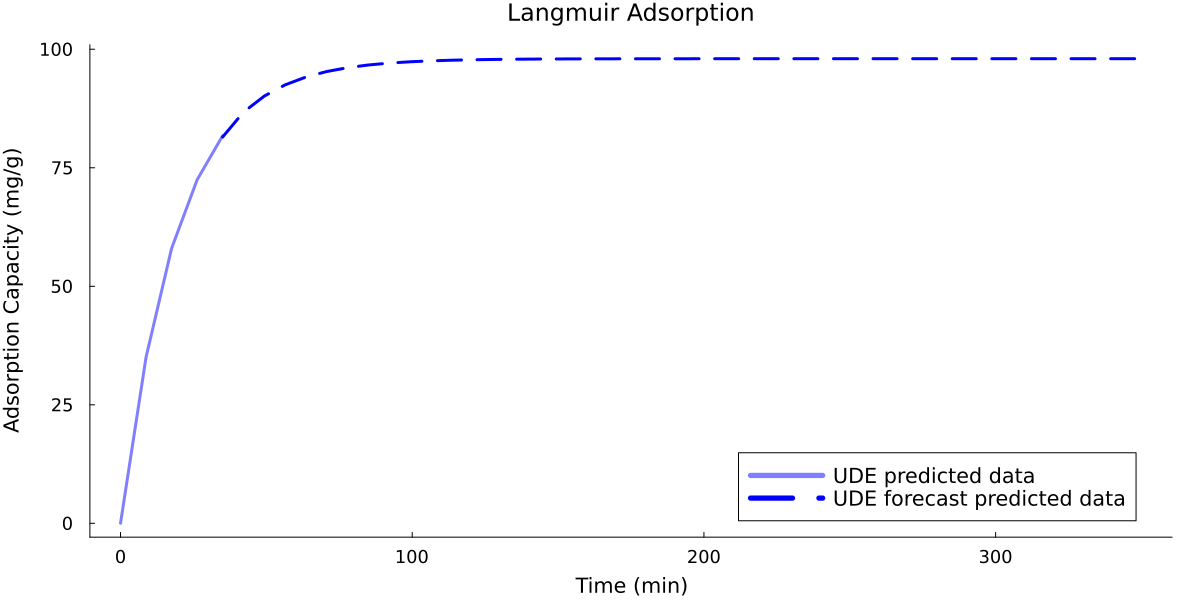 Langmuir Adsorption
Adsorption Capacity (mg/g)
100
75
50
25
0
0
100
200
300
Time (min)
UDE predicted data
UDE forecast predicted data